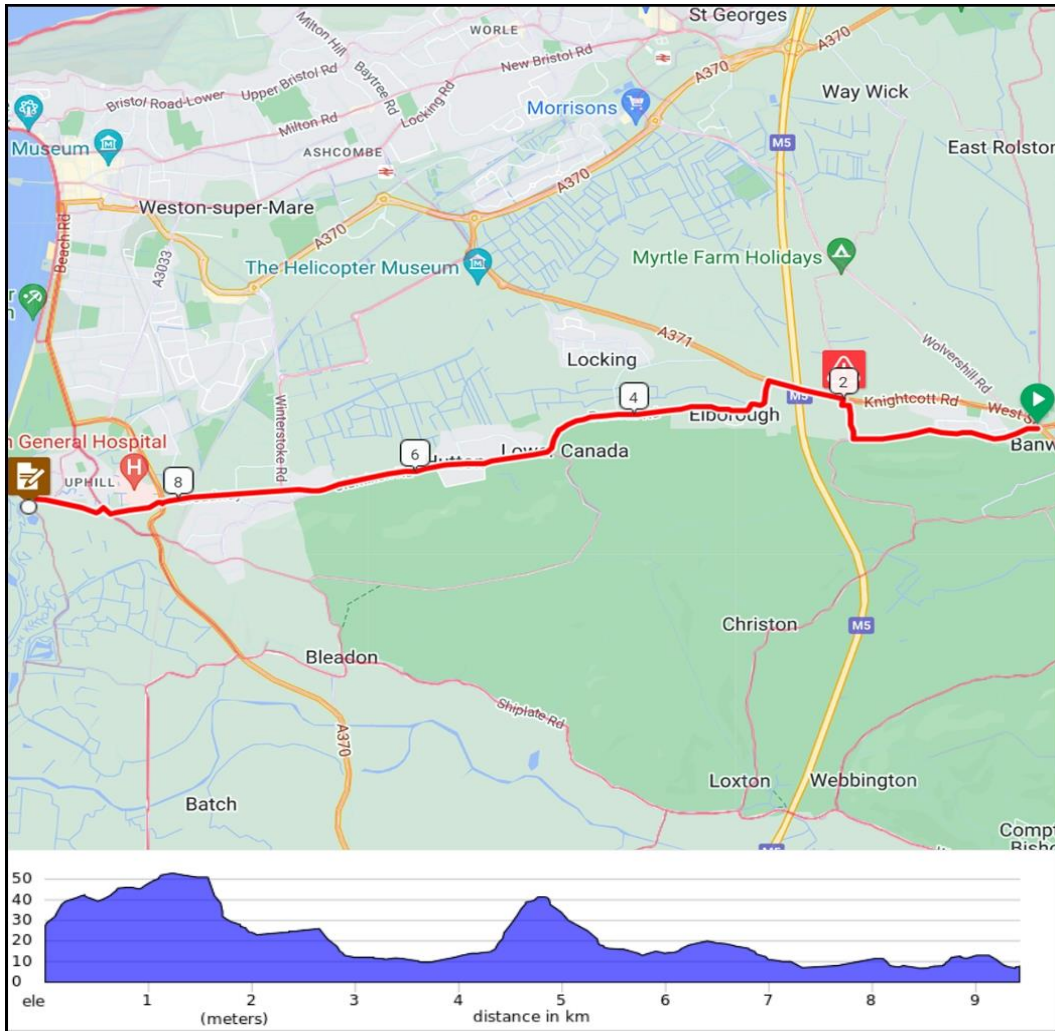 St Georges
WORLE
Milton Hill
A370
New Bristol Rd
Baytree Rd
Locking Rd
Upper Bristol Rd
A370
Way Wick
Bristol Road-Lower
Morrisons
Milton Rd
Museum
ASHCOMBE
M5
East Rolston
A370
Weston-super-Mare
Beach Rd
A3033
A370
The Helicopter Museum
Myrtle Farm Holidays
A371
Locking
Wolvershill Rd
2
4
M5
Knightcott Rd
West S
Winterstoke Rd
Elborough
General Hospital
H
6
Hutton
Lower Canada
Banw
UPHILL
8
Christon
M5
Bleadon
Shiplate Rd
A370
Loxton
Webbington
Batch
Comp
Bish
M5
50
40
30
20
10
0
ele
1
2
3
4
5
6
7
8
9
(meters)
distance in km